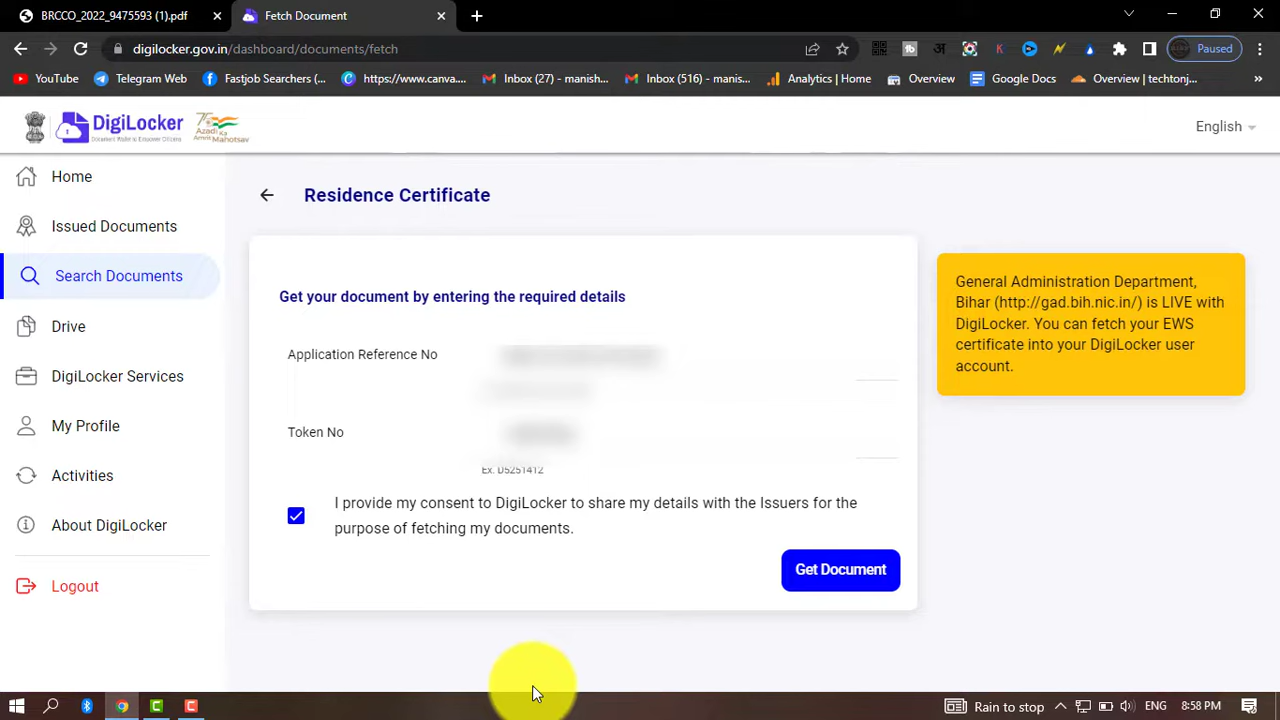 BRCCO_2022_9475593 (1).pdf
Fetch Document
digilocker.gov.in/dashboard/documents/fetch
अ
K
Paused
YouTube
Telegram Web
Fastjob Searchers (...
https://www.canva...
Inbox (27) - manish...
Inbox (516) - manis...
Analytics | Home
Overview
Google Docs
Overview | techtonj...
DigiLocker
Azadi Ka
Amrit Mahotsav
English
Home
Issued Documents
Search Documents
Drive
DigiLocker Services
My Profile
Activities
About DigiLocker
Logout
Residence Certificate
Get your document by entering the required details
Application Reference No
Token No
Ex. D5251412
I provide my consent to DigiLocker to share my details with the Issuers for the
purpose of fetching my documents.
Get Document
General Administration Department,
Bihar (http://gad.bih.nic.in/) is LIVE with
DigiLocker. You can fetch your EWS
certificate into your DigiLocker user
account.
Rain to stop
ENG
8:58 PM